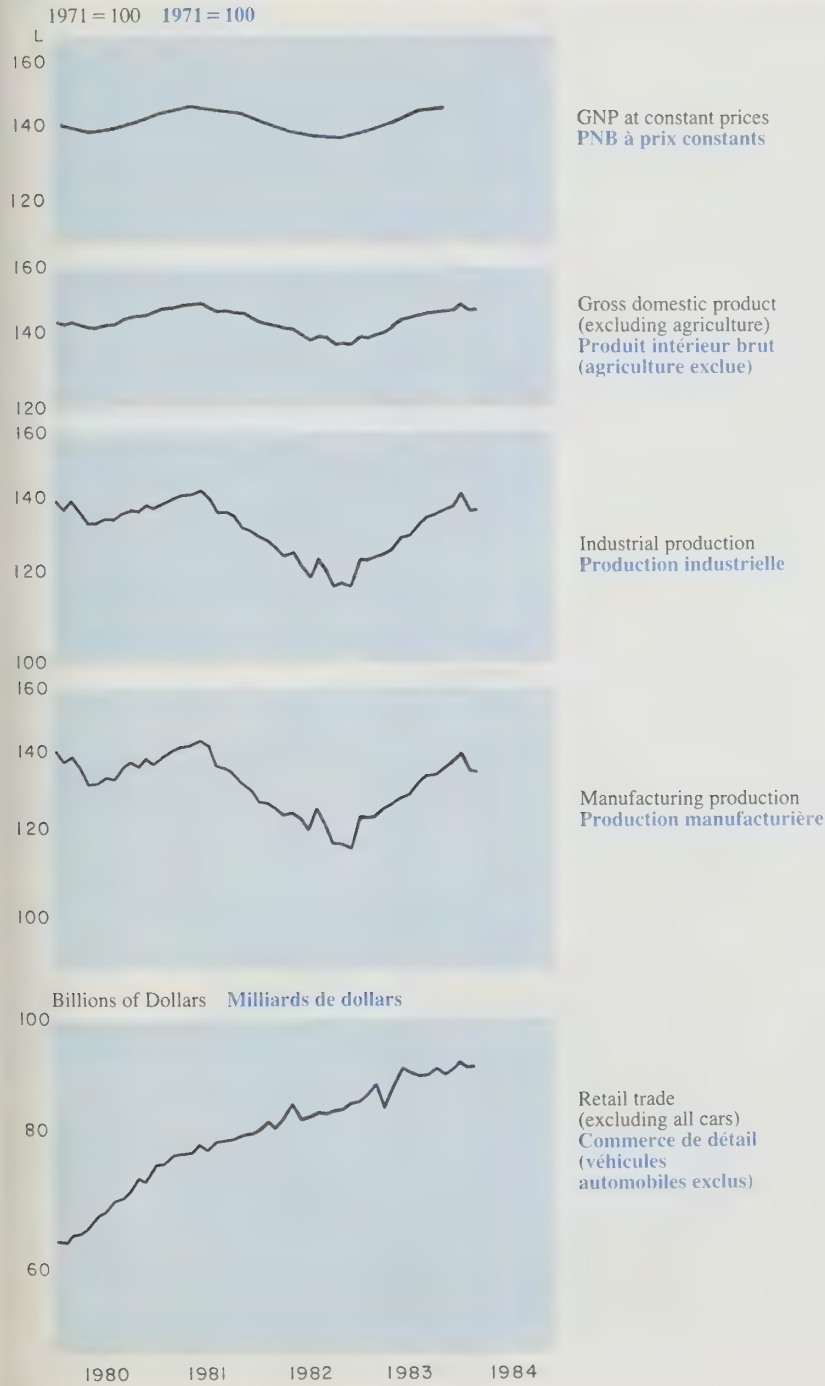 1971 = 100 1971 = 100
L
160
140
120
GNP at constant prices
PNB à prix constants
160
140
120
Gross domestic product
(excluding agriculture)
Produit intérieur brut
(agriculture exclue)
160
140
120
100
Industrial production
Production industrielle
160
140
120
100
Manufacturing production
Production manufacturière
Billions of Dollars Milliards de dollars
100
80
60
Retail trade
(excluding all cars)
Commerce de détail
(véhicules
automobiles exclus)
1980 1981 1982 1983 1984